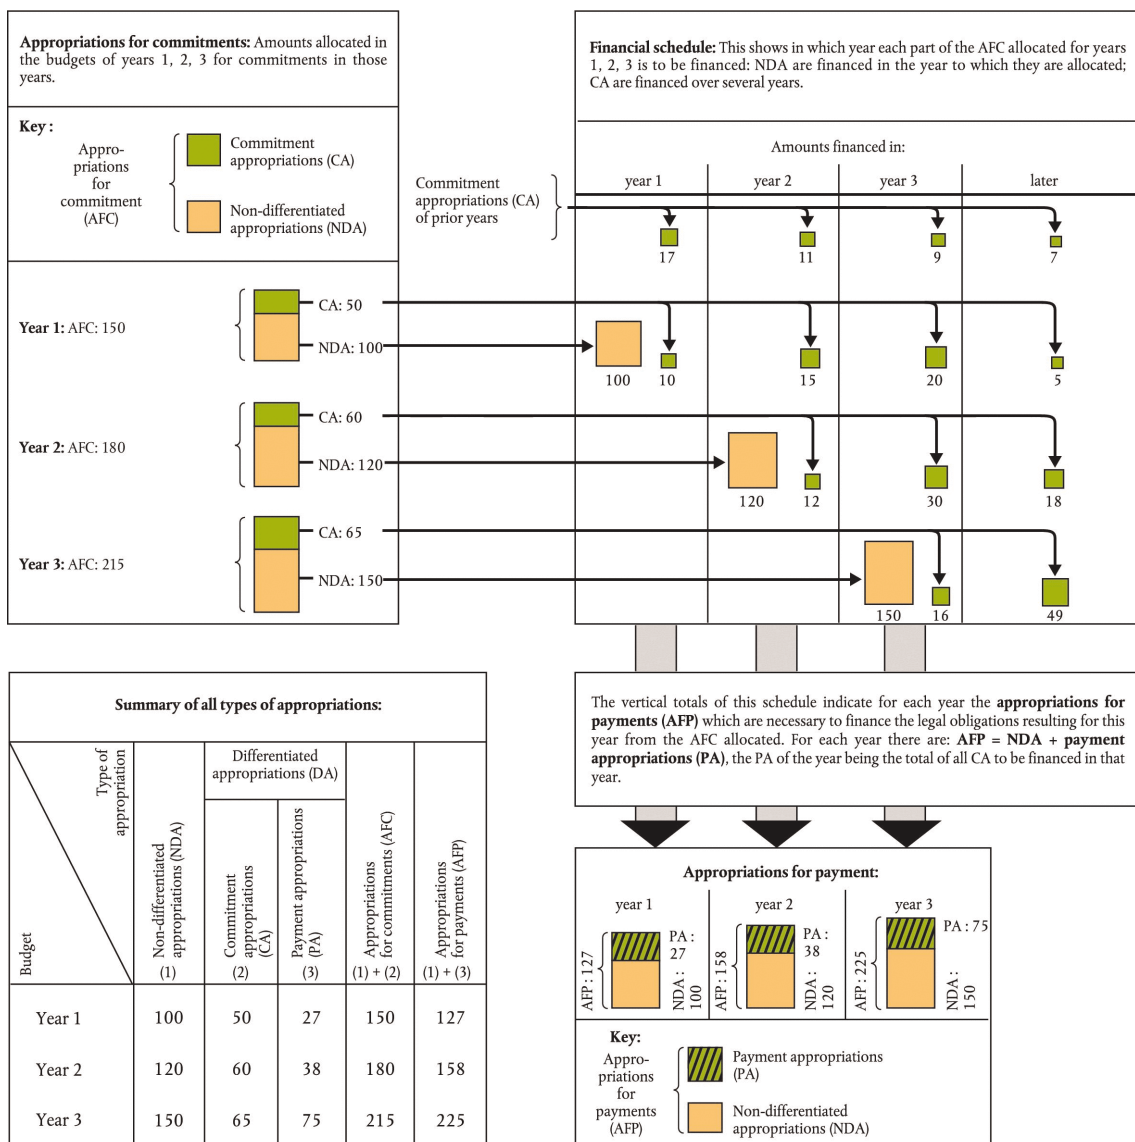 Appropriations for commitments: Amounts allocated in
the budgets of years 1, 2, 3 for commitments in those
years.
Key :
Appro-
priations
for
commitment
(AFC)
Commitment
appropriations (CA)
Non-differentiated
appropriations (NDA)
Year 1: AFC: 150
CA: 50
NDA: 100
Year 2: AFC: 180
CA: 60
NDA: 120
Year 3: AFC: 215
CA: 65
NDA: 150
Financial schedule: This shows in which year each part of the AFC allocated for years
1, 2, 3 is to be financed: NDA are financed in the year to which they are allocated;
CA are financed over several years.
Amounts financed in:
year 1 year 2 year 3 later
Commitment
appropriations (CA)
of prior years
17 11 9 7
100 10 15 20 5
120 12 30 18
150 16 49
The vertical totals of this schedule indicate for each year the appropriations for
payments (AFP) which are necessary to finance the legal obligations resulting for this
year from the AFC allocated. For each year there are: AFP = NDA + payment
appropriations (PA), the PA of the year being the total of all CA to be financed in that
year.
Summary of all types of appropriations:
Type of
appropriation
Budget
Differentiated
appropriations (DA)
Non-differentiated
appropriations (NDA)
(1)
Commitment
appropriations
(CA)
(2)
Payment appropriations
(PA)
(3)
Appropriations
for commitments (AFC)
(1) + (2)
Appropriations
for payments (AFP)
(1) + (3)
Year 1 100 50 27 150 127
Year 2 120 60 38 180 158
Year 3 150 65 75 215 225
Appropriations for payment:
year 1
AFP : 127
PA :
27
NDA :
100
year 2
AFP : 158
PA :
38
NDA :
120
year 3
AFP : 225
PA : 75
NDA :
150
Key:
Appro-
priations
for
payments
(AFP)
Payment appropriations
(PA)
Non-differentiated
appropriations (NDA)